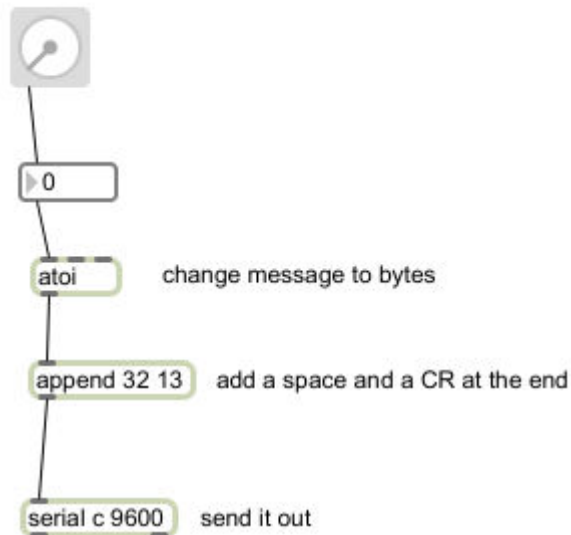 0
atoi change message to bytes
append 32 13 add a space and a CR at the end
serial c 9600 send it out